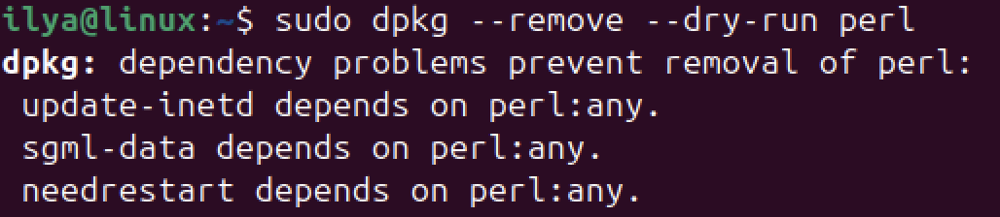 ilya@linux:~$ sudo dpkg --remove --dry-run perl
dpkg: dependency problems prevent removal of perl:
 update-inetd depends on perl:any.
 sgml-data depends on perl:any.
 needrestart depends on perl:any.